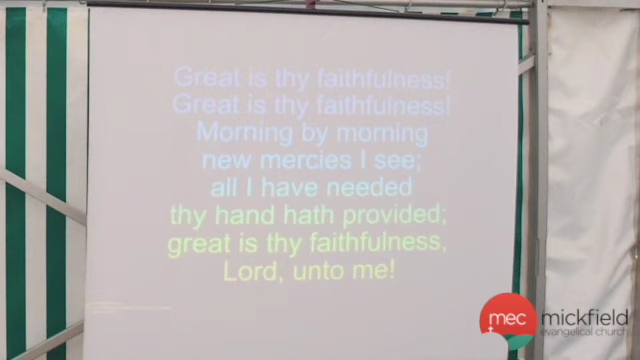 Great is thy faithfulness!
Great is thy faithfulness!
Morning by morning
new mercies I see;
all I have needed
thy hand hath provided;
great is thy faithfulness,
Lord, unto me!
mec mickfield
evangelical church